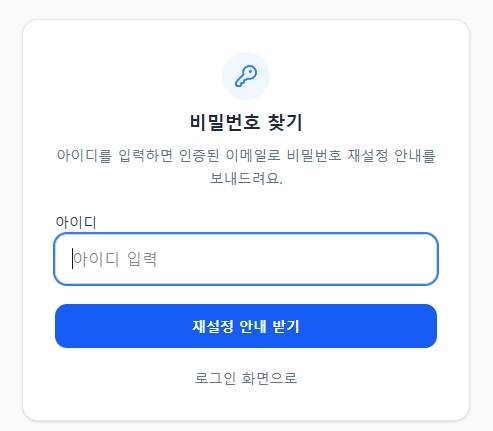 비밀번호 찾기
아이디를 입력하면 인증된 이메일로 비밀번호 재설정 안내를
보내드려요.
아이디
아이디 입력
재설정 안내 받기
로그인 화면으로